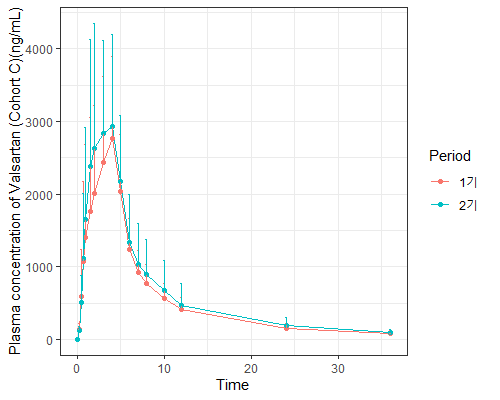 Plasma concentration of Valsartan (Cohort C)(ng/mL)
4000
3000
2000
1000
0
0
10
20
30
Time
Period
1기
2기